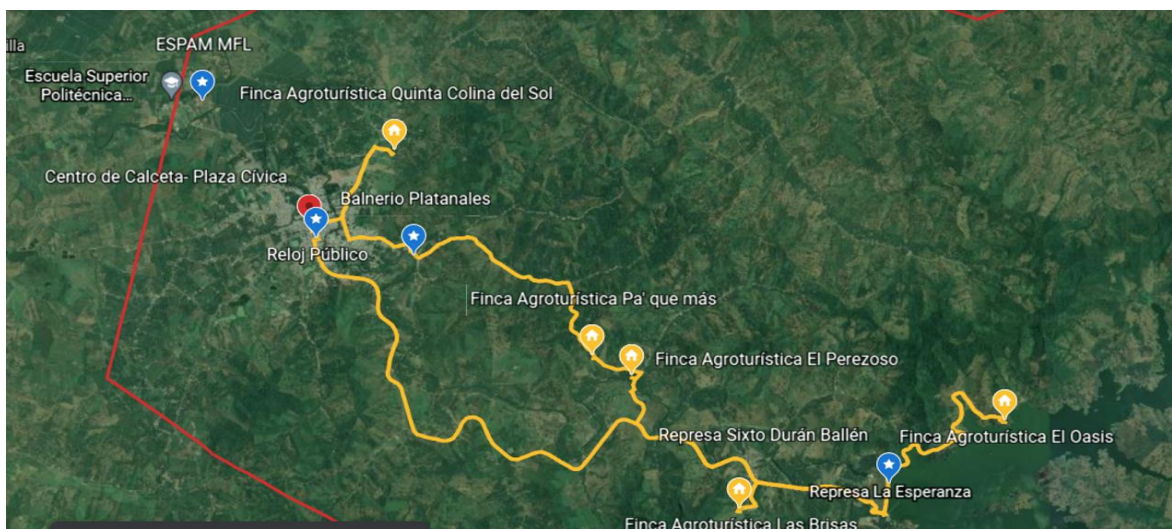 illa
ESPAM MFL
Escuela Superior
Politécnica...
Finca Agroturística Quinta Colina del Sol
Centro de Calceta- Plaza Cívica
Balnerio Platanales
Reloj Público
Finca Agroturística Pa' que más
Finca Agroturística El Perezoso
Represa Sixto Durán Ballén
Finca Agroturística El Oasis
Represa La Esperanza
Finca Agroturística Las Brisas